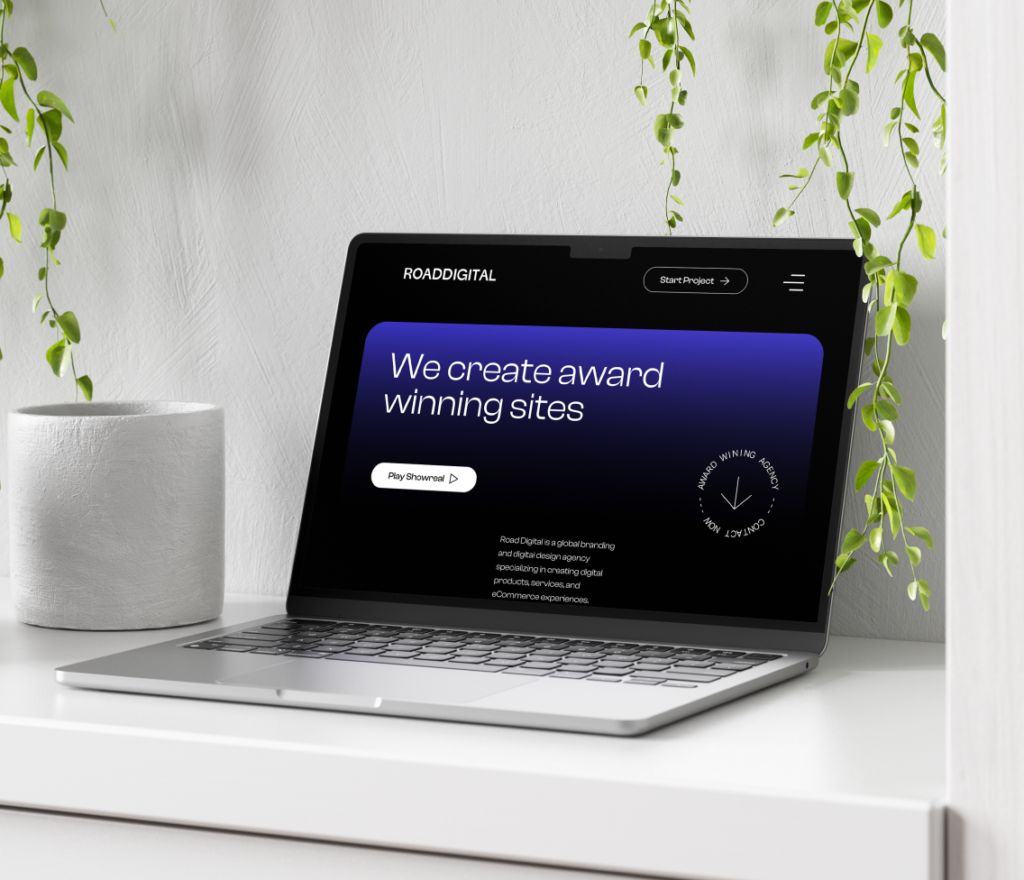 ROADDIGITAL
Start Project
We create award
winning sites
Play Showreal
AWARD WINING AGENCY
CONTACT NOW
Road Digital is a global branding
and digital design agency
specializing in creating digital
products, services, and
eCommerce experiences.